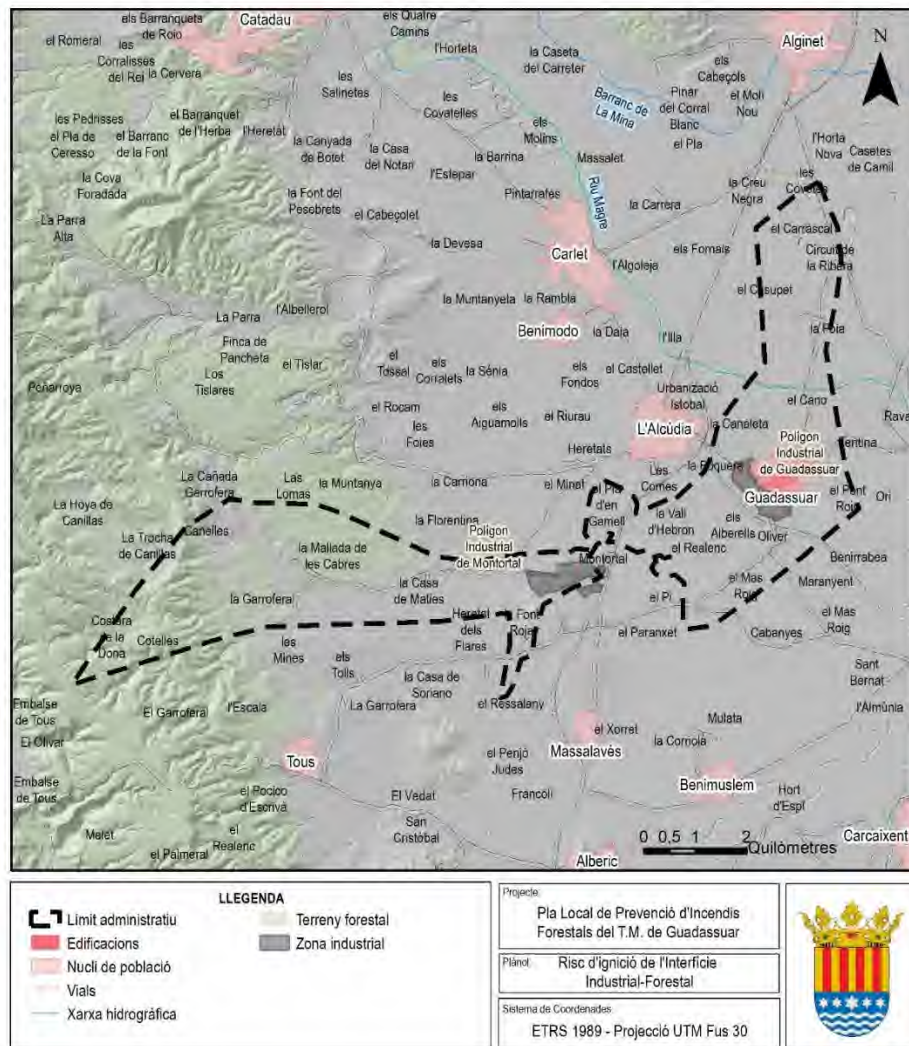 els Barranquets
de Roio
Catadau
els Quatre
Camins
Alginet
el Romeral
les
Corralisses
del Rei
la Cervera
l'Horteta
la Caseta
del Carreter
els
Cabeçols
N
les
Salinetes
Barranc de
La Mina
Pinar
del Corral
Blanc
el Molí
Nou
les
Covatelles
les Pedrisses
el Pla de
Ceresso
el Barranc
de la Font
el Barranquet
de l'Herba
l'Heretat
els
Molins
el Pla
l'Horta
Nova
la Canyada
de Botet
la Casa
del Notari
la Barrina
Massalet
Casetes
de Carnil
la Cova
Foradada
l'Estepar
Pintarrafes
Riu Magre
la Creu
Negra
les
Covetes
la Font del
Pesobrets
la Carrera
La Parra
Alta
el Cabeçolet
el Carrascal
la Devesa
Carlet
l'Algoleja
els Fornais
Circuit de
la Ribera
el Casupet
la Muntanyela
la Rambla
l'Albellerol
La Parra
Benimodo
la Daja
l'Illa
la Foia
Finca de
Pancheta
el Tislar
el
Tossal
els
Corralets
la Sénia
els
Fondos
el Castellet
Los
Tislares
Peñarroya
Urbanizació
Istobal
el Cano
el Rocam
els
Aiguamolls
el Riurau
L'Alcúdia
la Canaleta
Rava
les
Foies
Heretats
Polígon
Industrial
de Guadassuar
La Cañada
Garrofera
Las
Lomas
la Muntanya
la Carnona
el Minat
Les
Comes
la Foquera
el Pont
Roig
Ori
La Hoya de
Canillas
el Pla
d'en
Gamell
Guadassuar
Canelles
la Florentina
la Vall
d'Hebron
els
Alberells
Oliver
La Trocha
de Canillas
Polígon
Industrial
de Montortal
el Realenc
Montortal
Benirrabea
la Mallada de
les Cabres
la Casa
de Maties
el Mas
Roig
Maranyent
la Garrofera
el Pi
Costera
de la
Dona
Heretat
dels
Flares
la Font
Roja
el Mas
Roig
Cotelles
les
Mines
el Paranxet
Cabanyes
els
Tolls
la Casa de
Soriano
Sant
Bernat
Embalse
de Tous
El Garroferal
l'Escala
La Garrofera
el Ressalany
l'Almúnia
El Olivar
Mulata
el Xorret
Massalavés
la Cornoia
Tous
el Penjó
Judes
Embalse
de Tous
Benimuslem
el Pocico
d'Escrivà
El Vedat
Francolí
Hort
d'Espí
San
Cristóbal
Carcaixent
Malet
el
Realenc
el Palmeral
Alberic
0 0,5 1 2
Quilòmetres
LLEGENDA
Límit administratiu
Edificacions
Nucli de població
Vials
Xarxa hidrogràfica
Terreny forestal
Zona industrial
Projecte:
Pla Local de Prevenció d'Incendis
Forestals del T.M. de Guadassuar
Plànol:
Risc d'ignició de l'Interfície
Industrial-Forestal
Sistema de Coordenades:
ETRS 1989 - Projecció UTM Fus 30